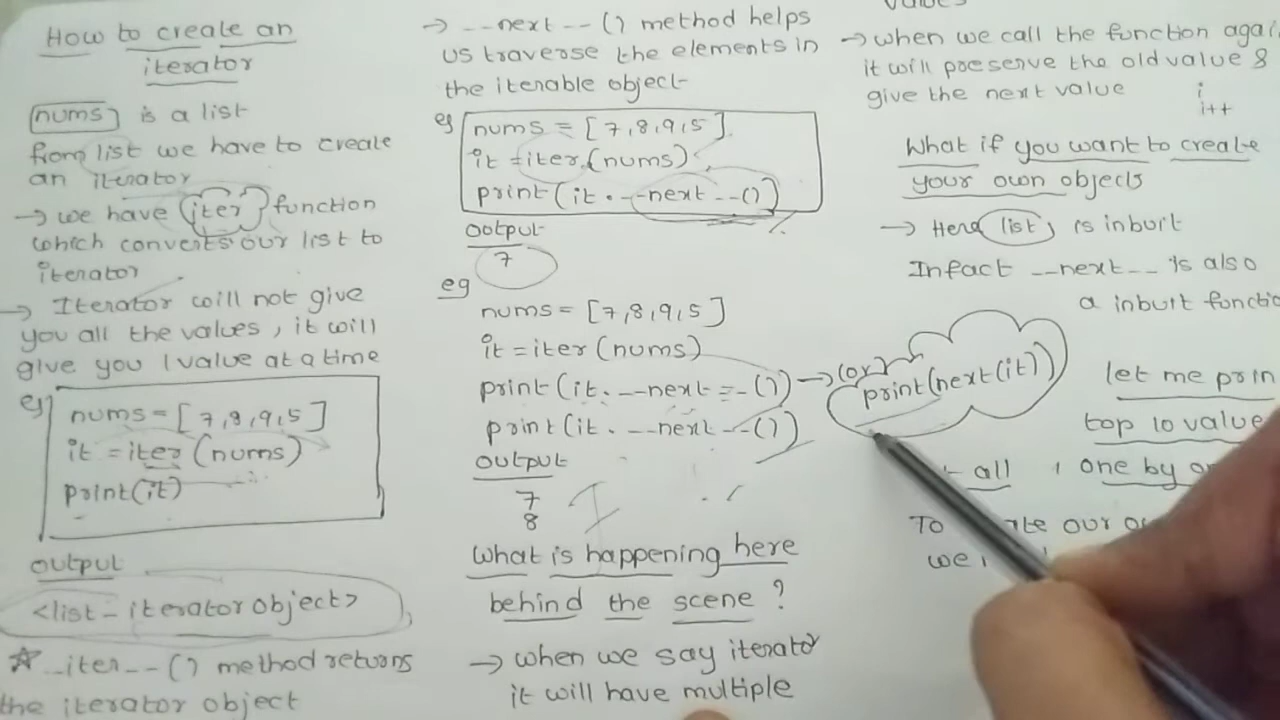 How to create an
iterator
nums is a list
from list we have to create
an iterator
→ we have iter function
which converts our list to
iterator
→ Iterator will not give
you all the values, it will
give you 1 value at a time
eg
nums = [7,8,9,5]
it = iter(nums)
print(it)
output
<list_iterator object>
☆ __iter__() method returns
the iterator object
→ __next__() method helps
us traverse the elements in
the iterable object
eg
nums = [7,8,9,5]
it = iter(nums)
print(it.__next__())
output
7
eg
nums = [7,8,9,5]
it = iter(nums)
print(it.__next__()) → (or) print(next(it))
print(it.__next__())
output
7
8
What is happening here
behind the scene ?
→ when we say iterator
it will have multiple
values
→ when we call the function
it will preserve the old value &
give the next value
i
i++
What if you want to create
your own objects
→ Here list is inbuilt
Infact __next__ is also
a inbuilt
let me
top 10
all one by
To our
we